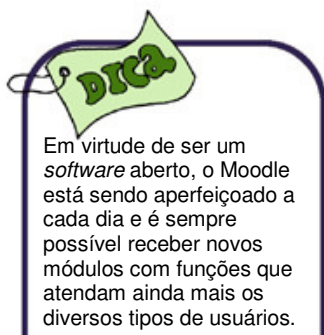 DICA
Em virtude de ser um
software aberto, o Moodle
está sendo aperfeiçoado a
cada dia e é sempre
possível receber novos
módulos com funções que
atendam ainda mais os
diversos tipos de usuários.